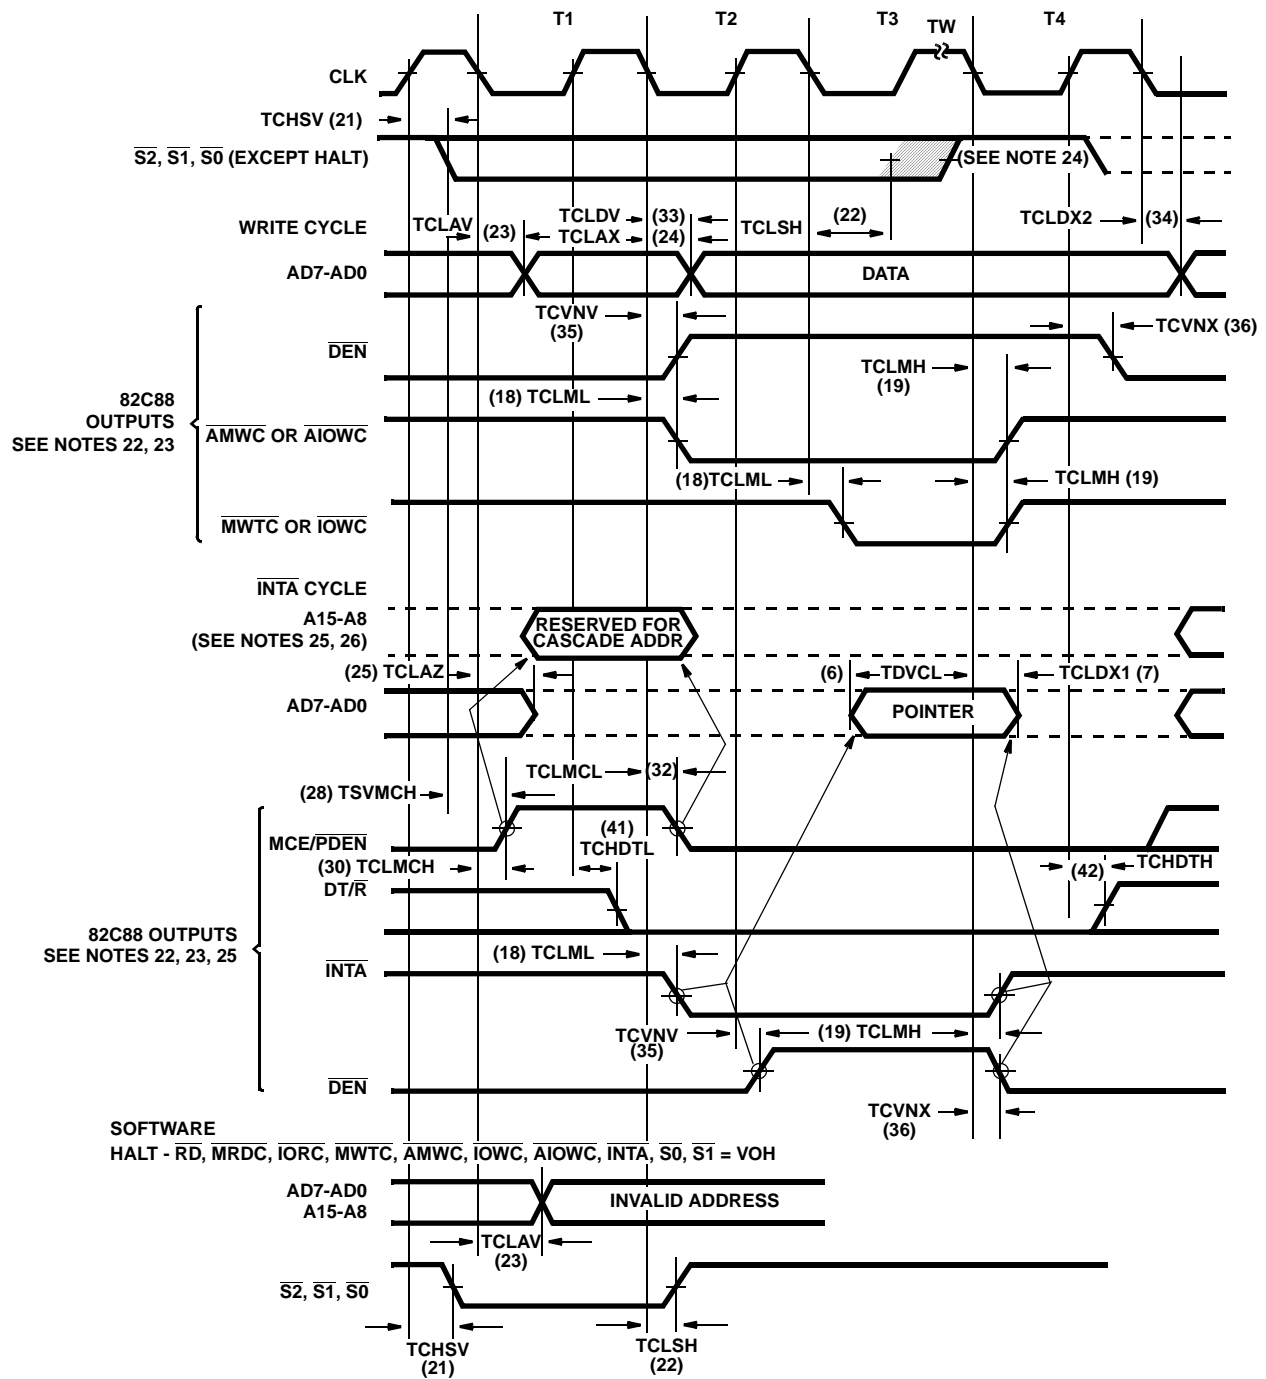 T1 T2 T3 TW T4
CLK
TCHSV (21)
S2, S1, S0 (EXCEPT HALT)
(SEE NOTE 24)
WRITE CYCLE
TCLAV (23)
TCLDV (33)
TCLAX (24)
TCLSH (22)
TCLDX2 (34)
AD7-AD0
DATA
TCVNV
(35)
TCVNX (36)
DEN
TCLMH
(19)
(18) TCLML
82C88
OUTPUTS
SEE NOTES 22, 23
AMWC OR AIOWC
(18)TCLML
TCLMH (19)
MWTC OR IOWC
INTA CYCLE
A15-A8
(SEE NOTES 25, 26)
RESERVED FOR
CASCADE ADDR
(25) TCLAZ
(6) TDVCL
TCLDX1 (7)
AD7-AD0
POINTER
TCLMCL (32)
(28) TSVMCH
MCE/PDEN
(41)
TCHDTL
(30) TCLMCH
(42) TCHDTH
DT/R
82C88 OUTPUTS
SEE NOTES 22, 23, 25
(18) TCLML
INTA
TCVNV
(35)
(19) TCLMH
DEN
TCVNX
(36)
SOFTWARE
HALT - RD, MRDC, IORC, MWTC, AMWC, IOWC, AIOWC, INTA, S0, S1 = VOH
AD7-AD0
A15-A8
INVALID ADDRESS
TCLAV
(23)
S2, S1, S0
TCHSV
(21)
TCLSH
(22)